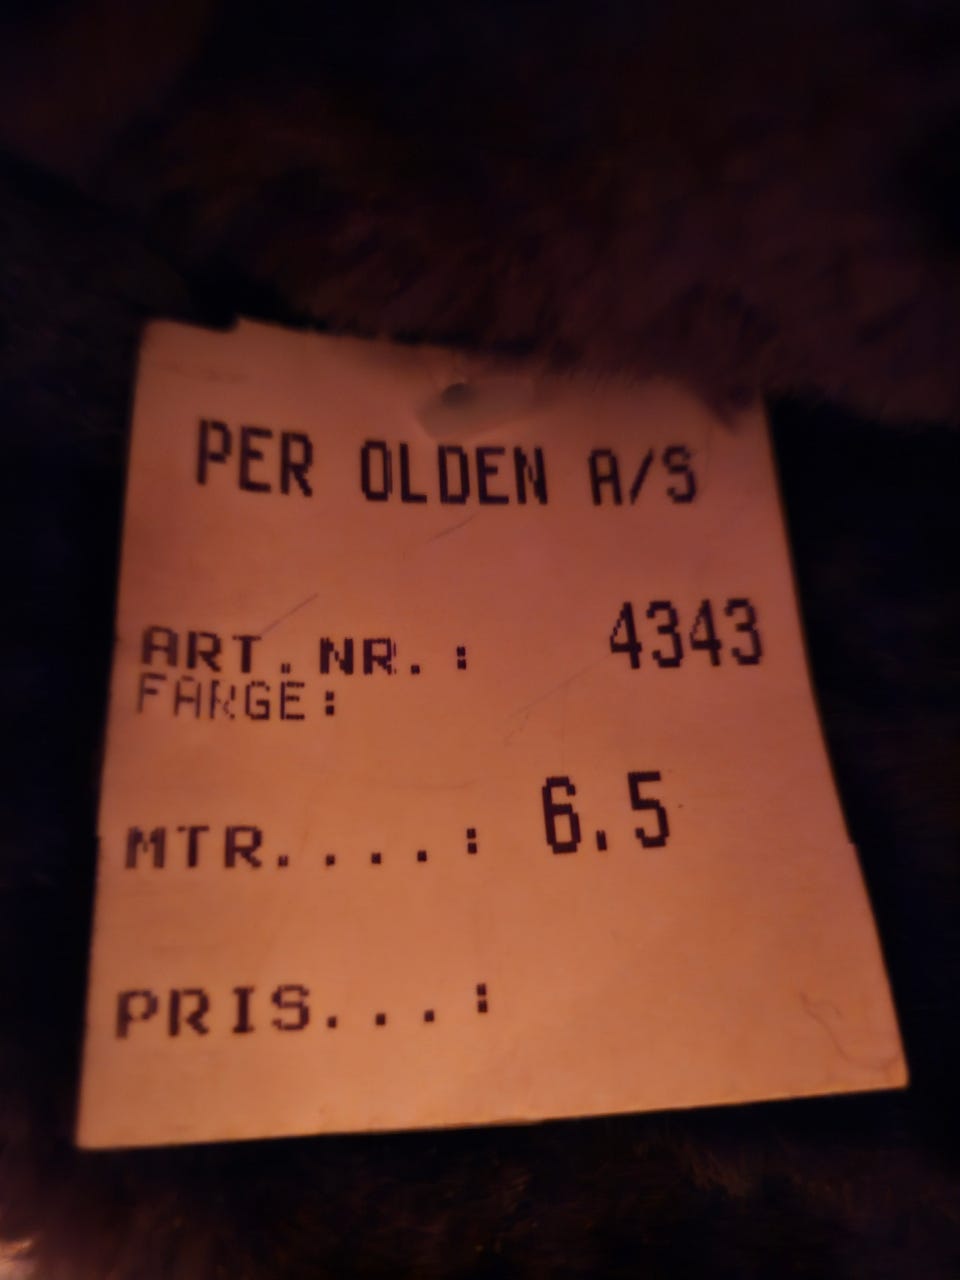 PER OLDEN A/S
ART.NR.: 4343
FARGE:
MTR....: 6.5
PRIS...: